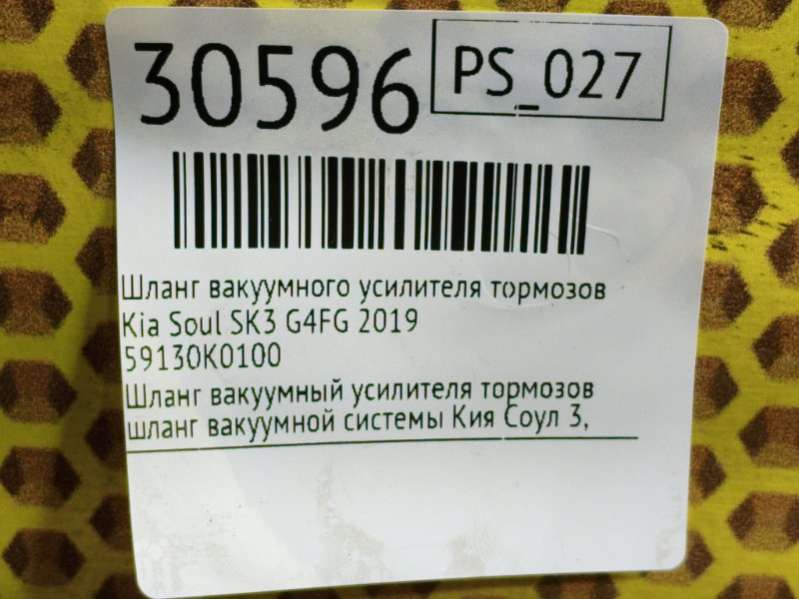 30596
PS_027
Шланг вакуумного усилителя тормозов
Kia Soul SK3 G4FG 2019
59130K0100
Шланг вакуумный усилителя тормозов
шланг вакуумной системы Кия Соул 3,